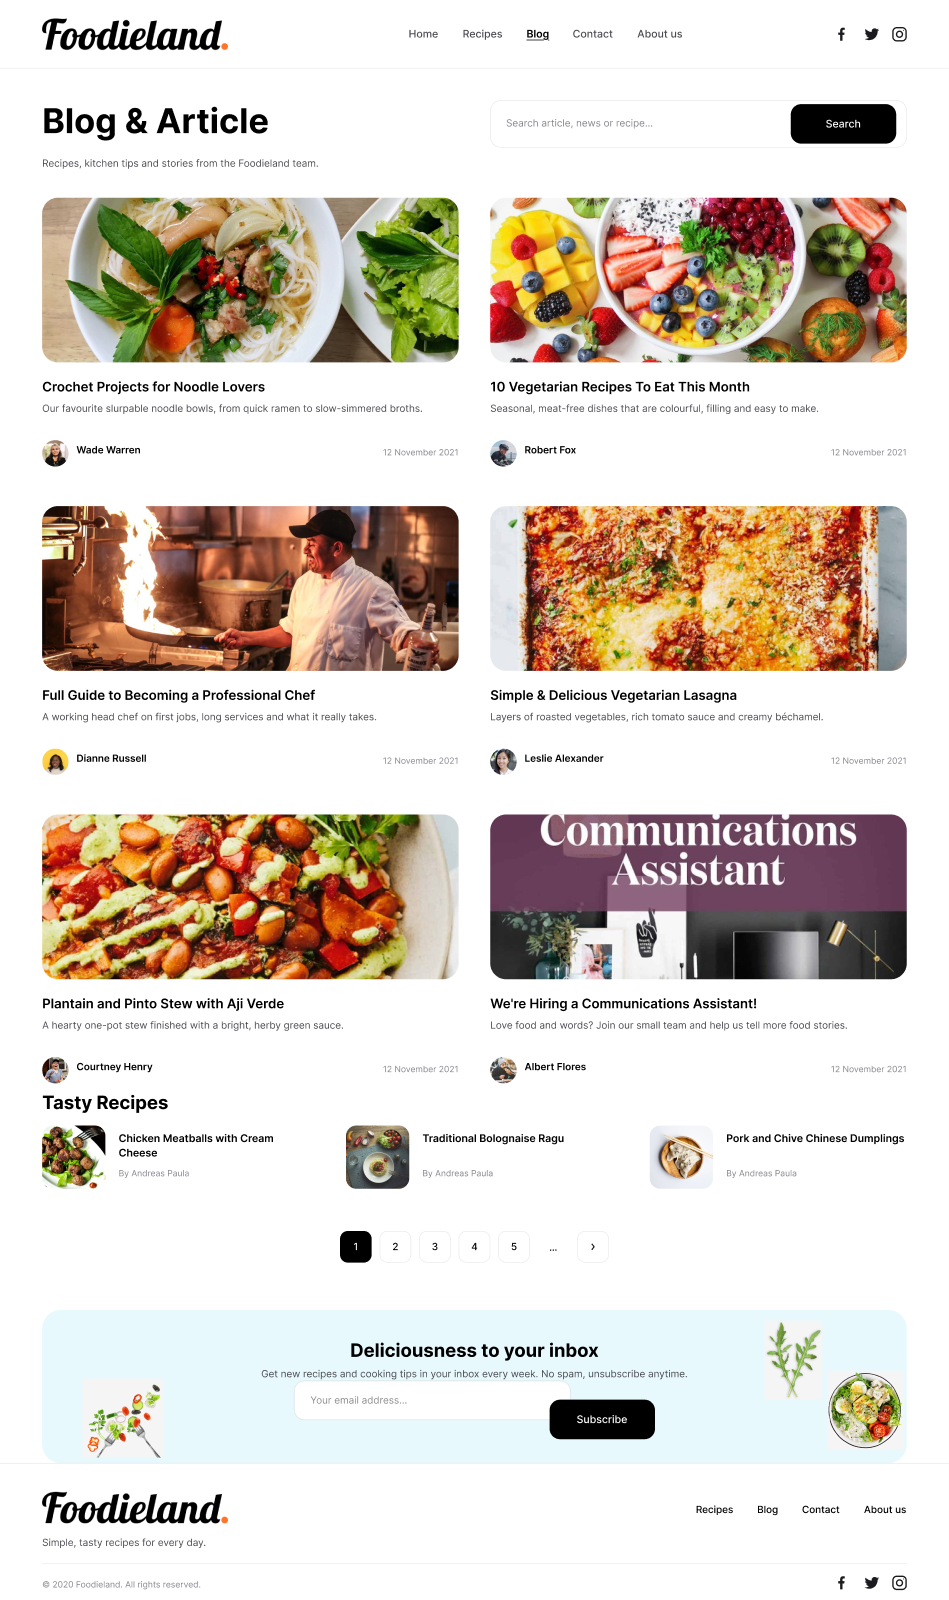 Foodieland.
Home Recipes Blog Contact About us
Blog & Article
Search article, news or recipe...
Search
Recipes, kitchen tips and stories from the Foodieland team.
Crochet Projects for Noodle Lovers
Our favourite slurpable noodle bowls, from quick ramen to slow-simmered broths.
Wade Warren
12 November 2021
10 Vegetarian Recipes To Eat This Month
Seasonal, meat-free dishes that are colourful, filling and easy to make.
Robert Fox
12 November 2021
Full Guide to Becoming a Professional Chef
A working head chef on first jobs, long services and what it really takes.
Dianne Russell
12 November 2021
Simple & Delicious Vegetarian Lasagna
Layers of roasted vegetables, rich tomato sauce and creamy béchamel.
Leslie Alexander
12 November 2021
Plantain and Pinto Stew with Aji Verde
A hearty one-pot stew finished with a bright, herby green sauce.
Courtney Henry
12 November 2021
Communications
Assistant
We're Hiring a Communications Assistant!
Love food and words? Join our small team and help us tell more food stories.
Albert Flores
12 November 2021
Tasty Recipes
Chicken Meatballs with Cream
Cheese
By Andreas Paula
Traditional Bolognaise Ragu
By Andreas Paula
Pork and Chive Chinese Dumplings
By Andreas Paula
1 2 3 4 5 ... ›
Deliciousness to your inbox
Get new recipes and cooking tips in your inbox every week. No spam, unsubscribe anytime.
Your email address...
Subscribe
Foodieland.
Simple, tasty recipes for every day.
Recipes Blog Contact About us
© 2020 Foodieland. All rights reserved.